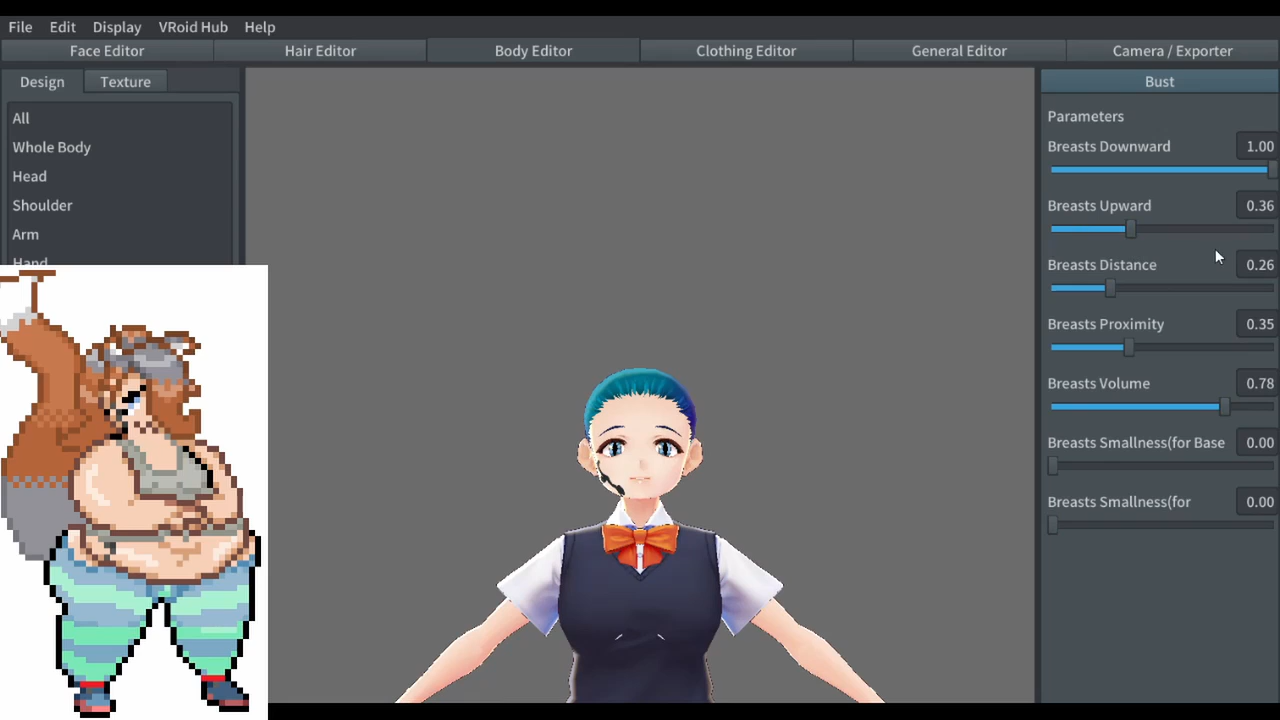 File Edit Display VRoid Hub Help
Face Editor Hair Editor Body Editor Clothing Editor General Editor Camera / Exporter
Design Texture
Bust
All
Whole Body
Head
Shoulder
Arm
Hand
Parameters
Breasts Downward 1.00
Breasts Upward 0.36
Breasts Distance 0.26
Breasts Proximity 0.35
Breasts Volume 0.78
Breasts Smallness(for Base 0.00
Breasts Smallness(for 0.00